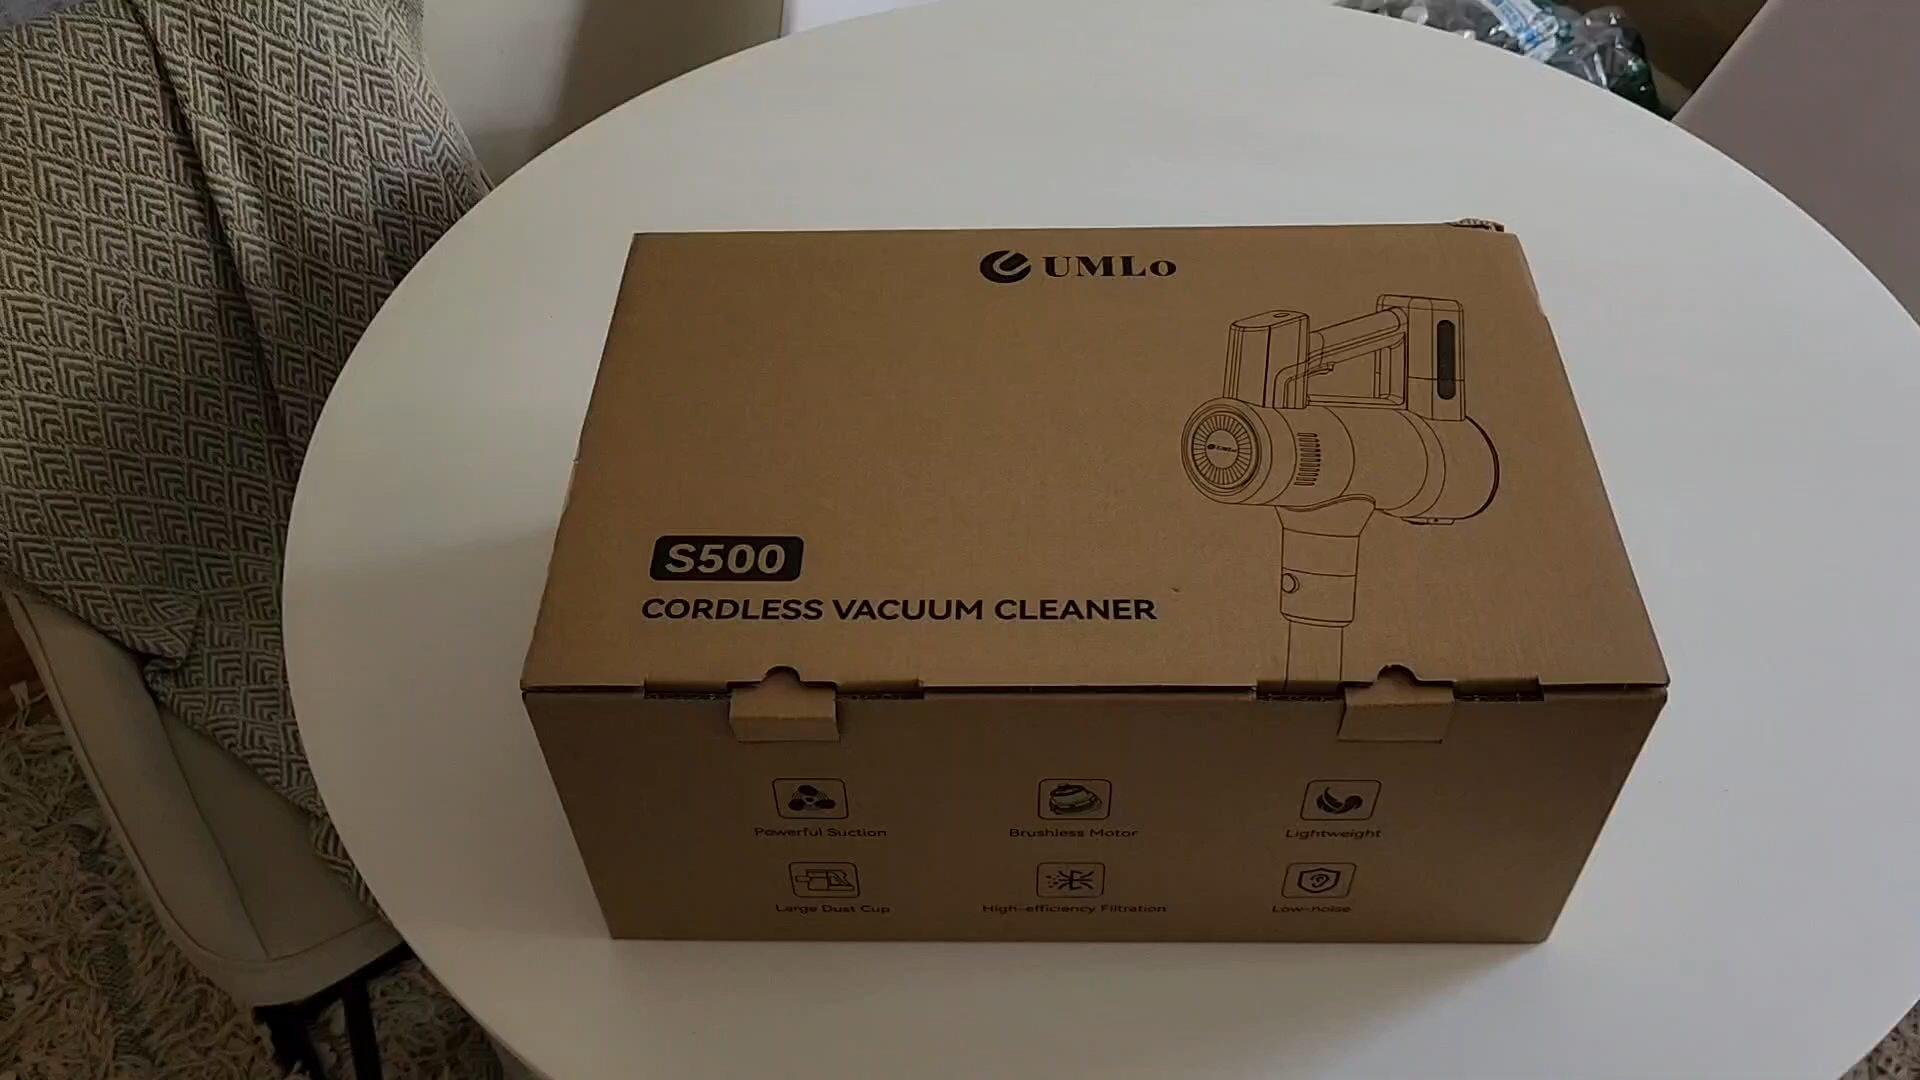 UMLo
S500
CORDLESS VACUUM CLEANER
Powerful Suction
Brushless Motor
Lightweight
Large Dust Cup
High-efficiency Filtration
Low-noise